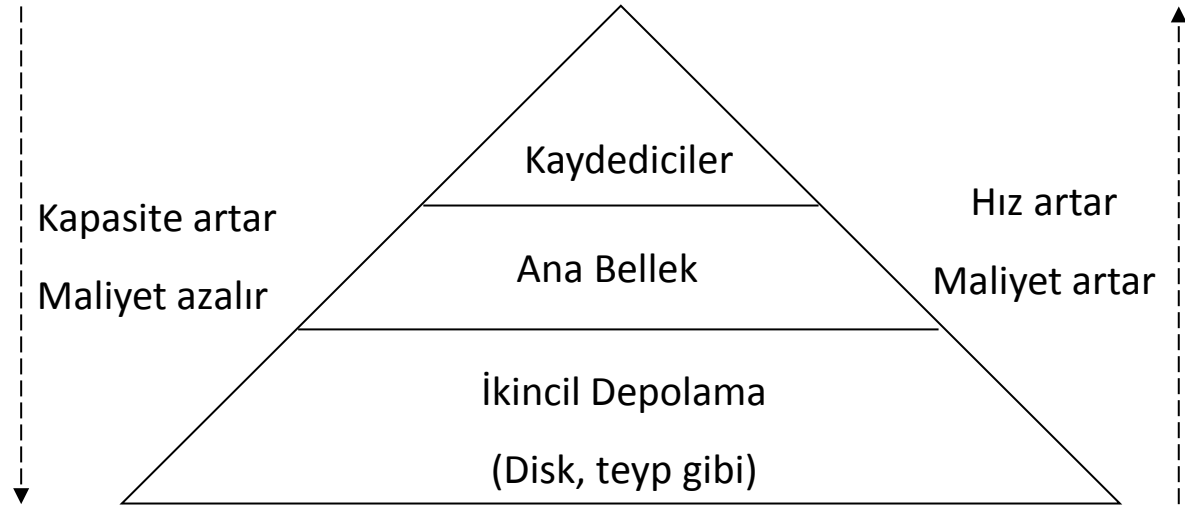 Kaydediciler
Kapasite artar
Maliyet azalır
Ana Bellek
Hız artar
Maliyet artar
İkincil Depolama
(Disk, teyp gibi)